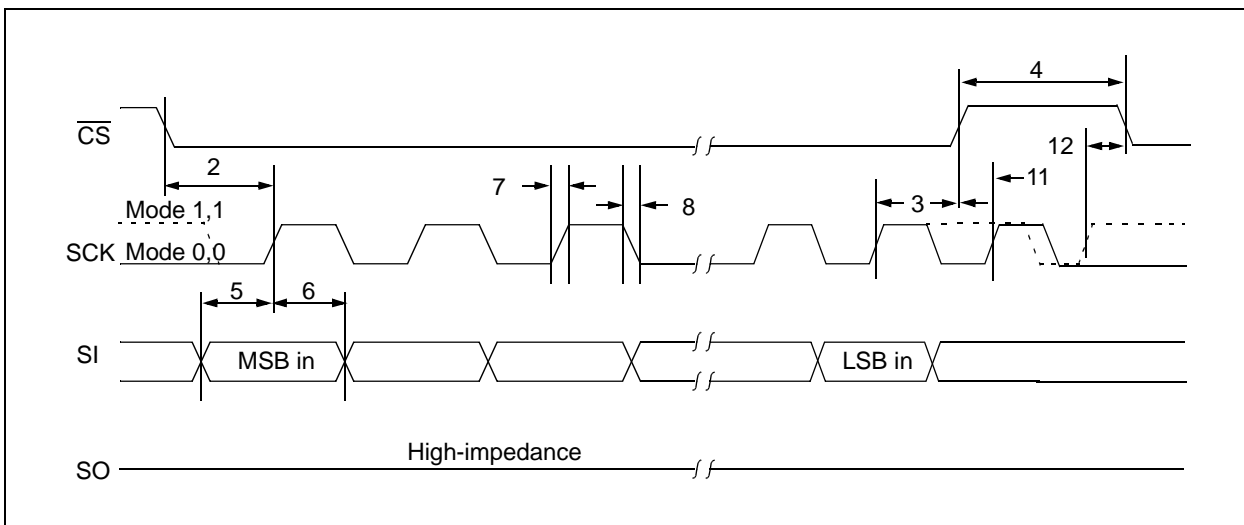 4
CS
12
2
7
8
3
11
Mode 1,1
SCK Mode 0,0
5
6
SI
MSB in
LSB in
High-impedance
SO